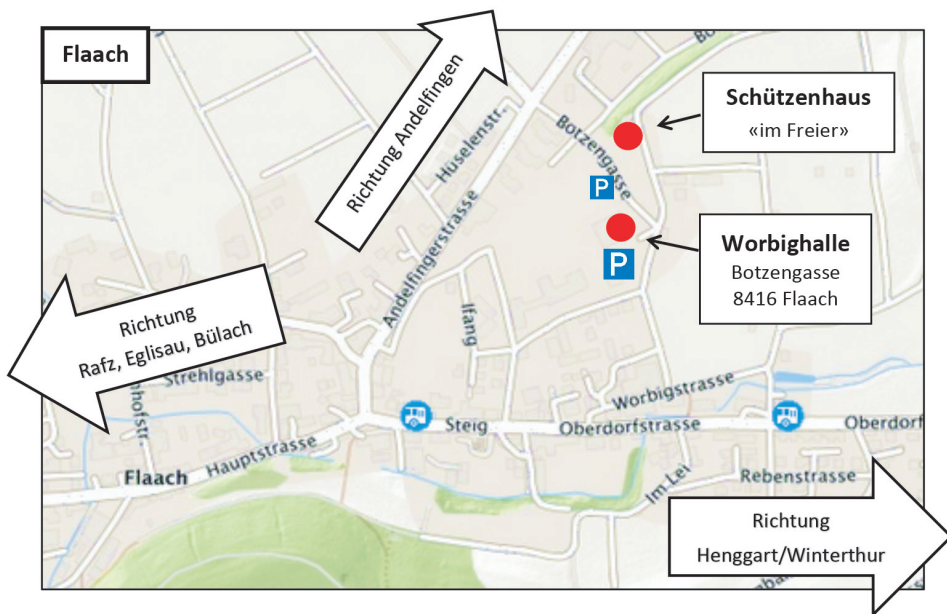 Flaach
Richtung Andelfingen
Schützenhaus
«im Freier»
Hüselenstr.
Botzengasse
P
Worbighalle
Botzengasse
8416 Flaach
P
Andelfingerstrasse
Ifang
Richtung
Rafz, Eglisau, Bülach
Strehlgasse
Worbigstrasse
Steig
Oberdorfstrasse
Oberdorf
Hauptstrasse
Flaach
Im Lei
Rebenstrasse
Richtung
Henggart/Winterthur